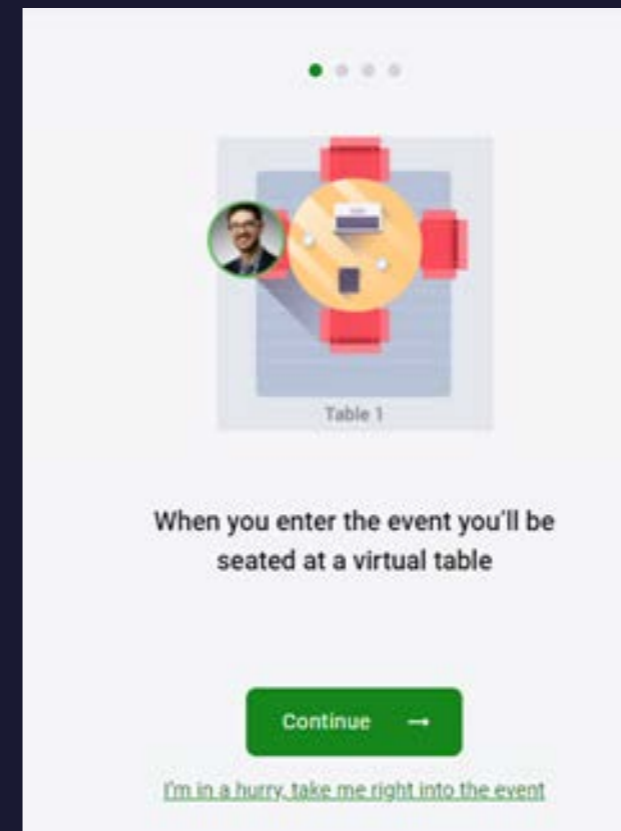 Table 1
When you enter the event you'll be
seated at a virtual table
Continue →
I'm in a hurry, take me right into the event